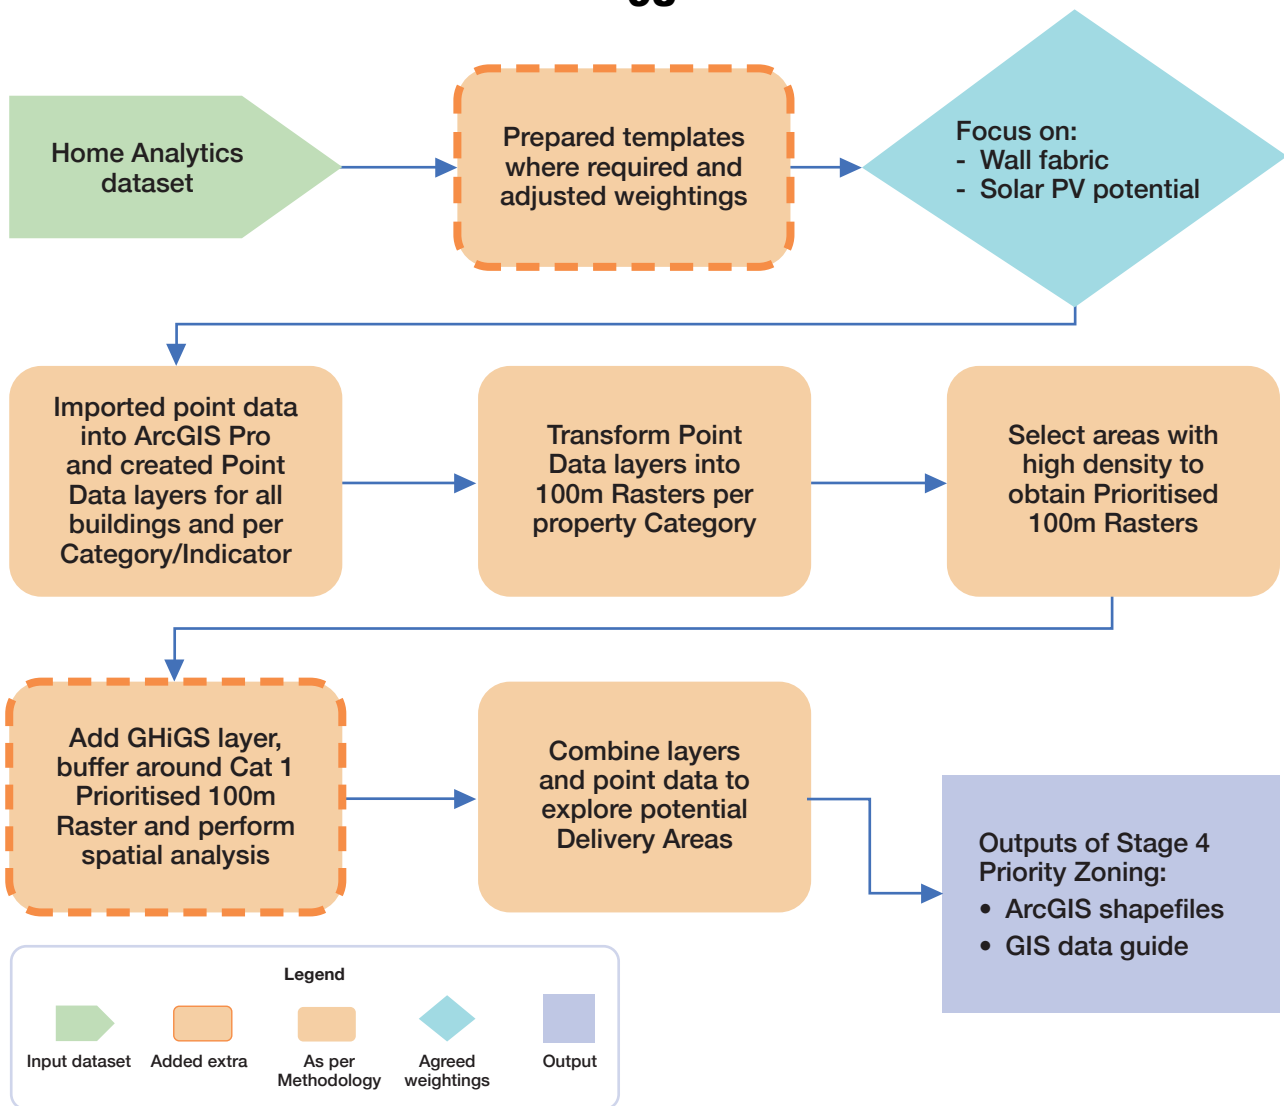 Home Analytics
dataset
Prepared templates
where required and
adjusted weightings
Focus on:
- Wall fabric
- Solar PV potential
Imported point data
into ArcGIS Pro
and created Point
Data layers for all
buildings and per
Category/Indicator
Transform Point
Data layers into
100m Rasters per
property Category
Select areas with
high density to
obtain Prioritised
100m Rasters
Add GHiGS layer,
buffer around Cat 1
Prioritised 100m
Raster and perform
spatial analysis
Combine layers
and point data to
explore potential
Delivery Areas
Outputs of Stage 4
Priority Zoning:
• ArcGIS shapefiles
• GIS data guide
Legend
Input dataset
Added extra
As per
Methodology
Agreed
weightings
Output